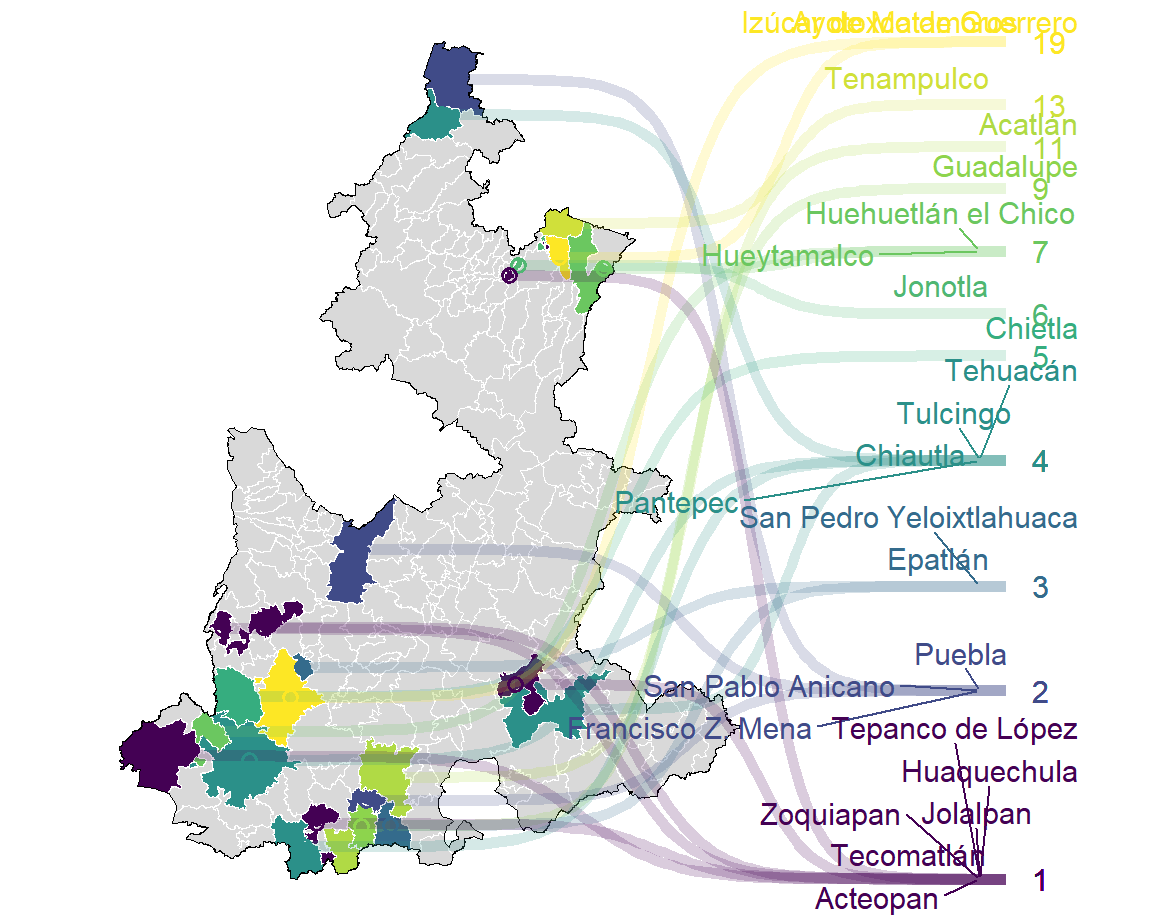 Izúcar de Matamoros
Ayotoxco de Guerrero
19
Tenampulco
13
Acatlán
11
Guadalupe
9
Huehuetlán el Chico
Hueytamalco
7
Jonotla
6
Chietla
5
Tehuacán
Tulcingo
Chiautla
4
Pantepec
San Pedro Yeloixtlahuaca
Epatlán
3
Puebla
San Pablo Anicano
2
Francisco Z. Mena
Tepanco de López
Huaquechula
Zoquiapan
Jolalpan
Tecomatlán
1
Acteopan